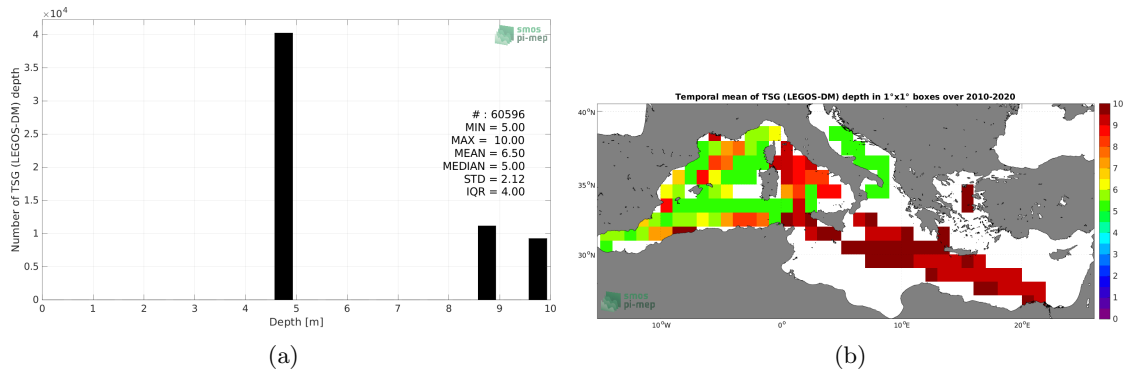 ×10⁴
4
3.5
3
2.5
2
1.5
1
0.5
0
Number of TSG (LEGOS-DM) depth
smos
pi-mep
# : 60596
MIN = 5.00
MAX = 10.00
MEAN = 6.50
MEDIAN = 5.00
STD = 2.12
IQR = 4.00
0 1 2 3 4 5 6 7 8 9 10
Depth [m]
(a)
Temporal mean of TSG (LEGOS-DM) depth in 1°x1° boxes over 2010-2020
40°N
35°N
30°N
smos
pi-mep
10°W 0° 10°E 20°E
10
9
8
7
6
5
4
3
2
1
0
(b)